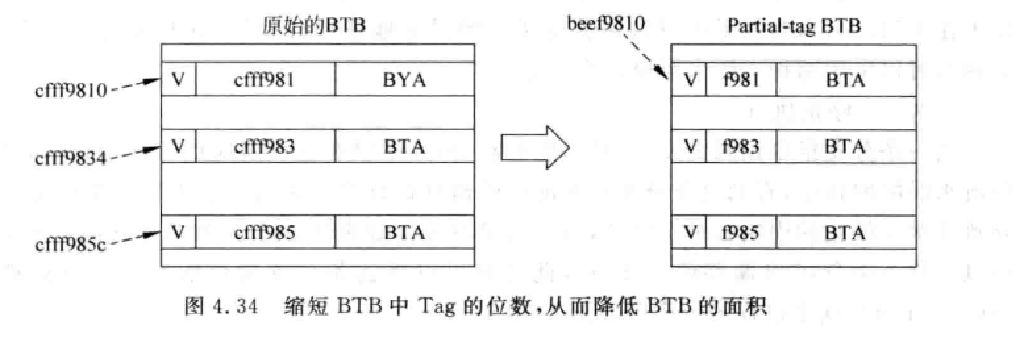 原始的BTB
beef9810
Partial-tag BTB
cfff9810
V cfff981 BYA
V f981 BTA
cfff9834
V cfff983 BTA
V f983 BTA
cfff985c
V cfff985 BTA
V f985 BTA
图 4.34 缩短 BTB 中 Tag 的位数,从而降低 BTB 的面积